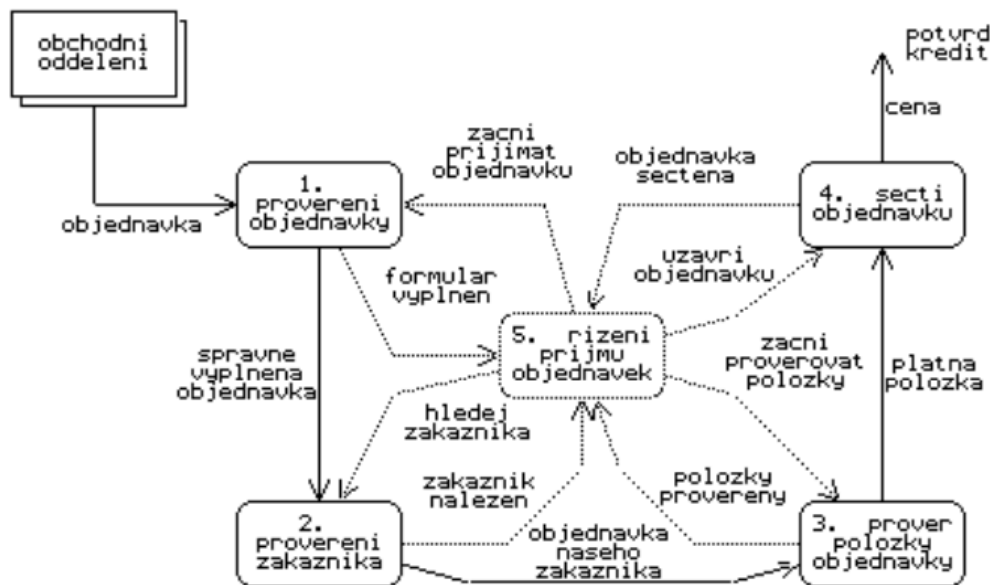 obchodni
oddeleni
potvrd
kredit
cena
zacni
prijimat
objednavku
objednavka
sectena
1.
provereni
objednavky
4. secti
objednavku
objednavka
formular
vyplnen
uzavri
objednavku
5. rizeni
prijmu
objednavek
zacni
proverovat
polozky
platna
polozka
spravne
vyplnena
objednavka
hledej
zakaznika
zakaznik
nalezen
polozky
provereny
2.
provereni
zakaznika
objednavka
naseho
zakaznika
3. prover
polozky
objednavky